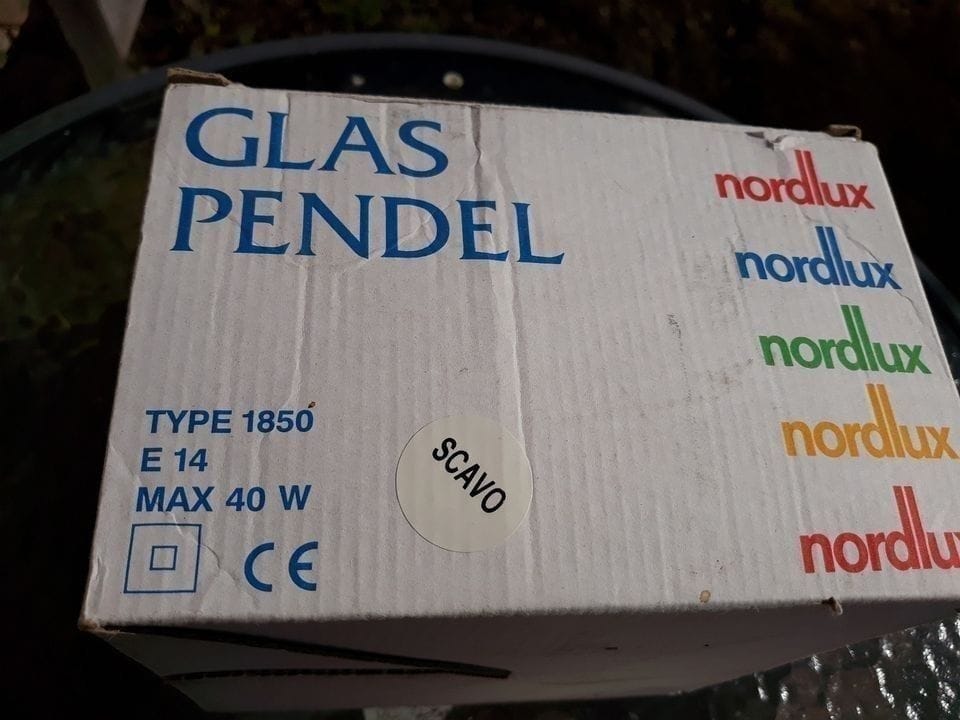 GLAS
PENDEL
nordlux
nordlux
nordlux
nordlux
nordlux
TYPE 1850
E 14
MAX 40 W
CE
SCAVO